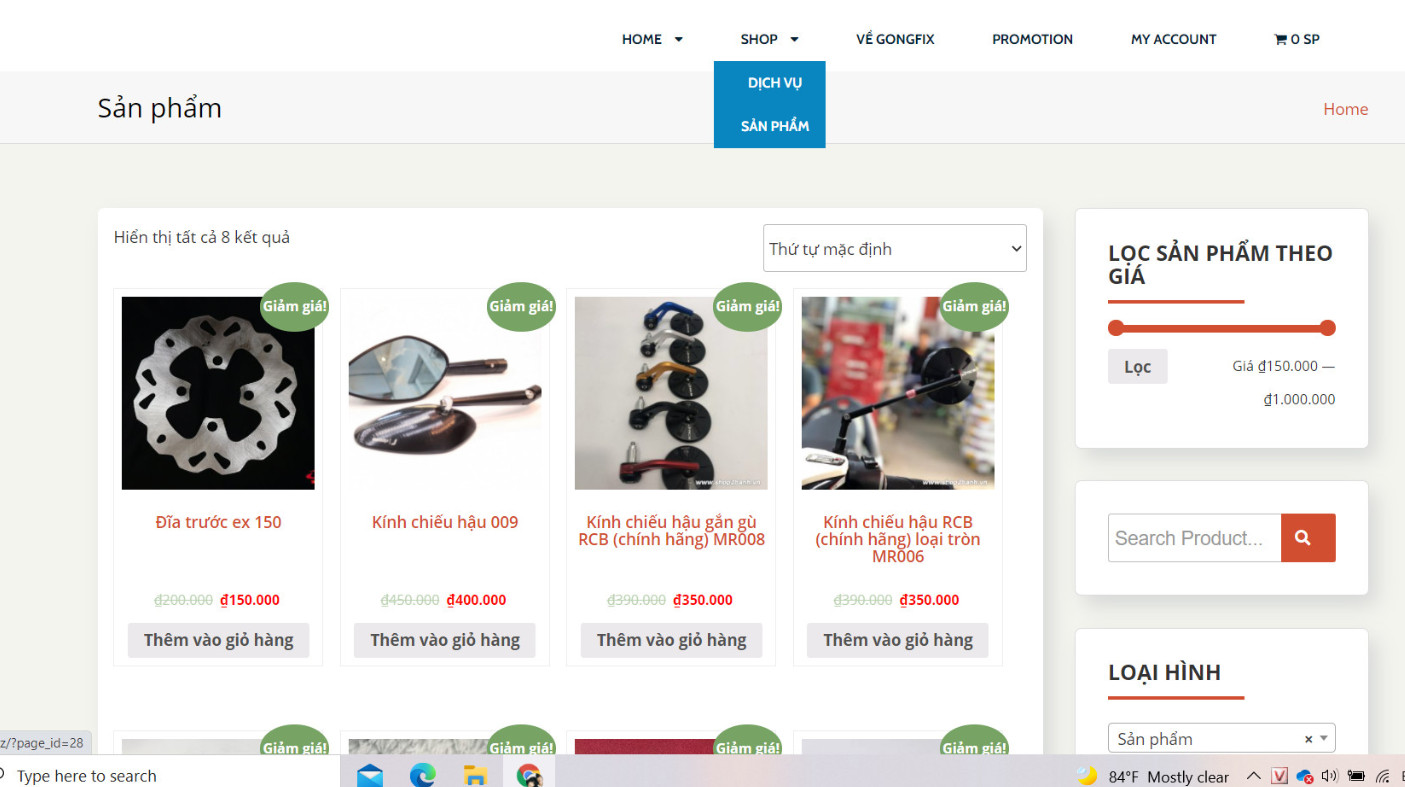 HOME SHOP VỀ GONGFIX PROMOTION MY ACCOUNT 0 SP
DỊCH VỤ
SẢN PHẨM
Sản phẩm
Home
Hiển thị tất cả 8 kết quả
Thứ tự mặc định
Giảm giá! Giảm giá! Giảm giá! Giảm giá!
www.shop2banh.vn www.shop2banh.vn
Đĩa trước ex 150
Kính chiếu hậu 009
Kính chiếu hậu gắn gù
RCB (chính hãng) MR008
Kính chiếu hậu RCB
(chính hãng) loại tròn
MR006
₫200.000 ₫150.000
₫450.000 ₫400.000
₫390.000 ₫350.000
₫390.000 ₫350.000
Thêm vào giỏ hàng Thêm vào giỏ hàng Thêm vào giỏ hàng Thêm vào giỏ hàng
Giảm giá! Giảm giá! Giảm giá! Giảm giá!
LỌC SẢN PHẨM THEO
GIÁ
Lọc
Giá ₫150.000 —
₫1.000.000
Search Product...
LOẠI HÌNH
Sản phẩm
z/?page_id=28
Type here to search
84°F Mostly clear